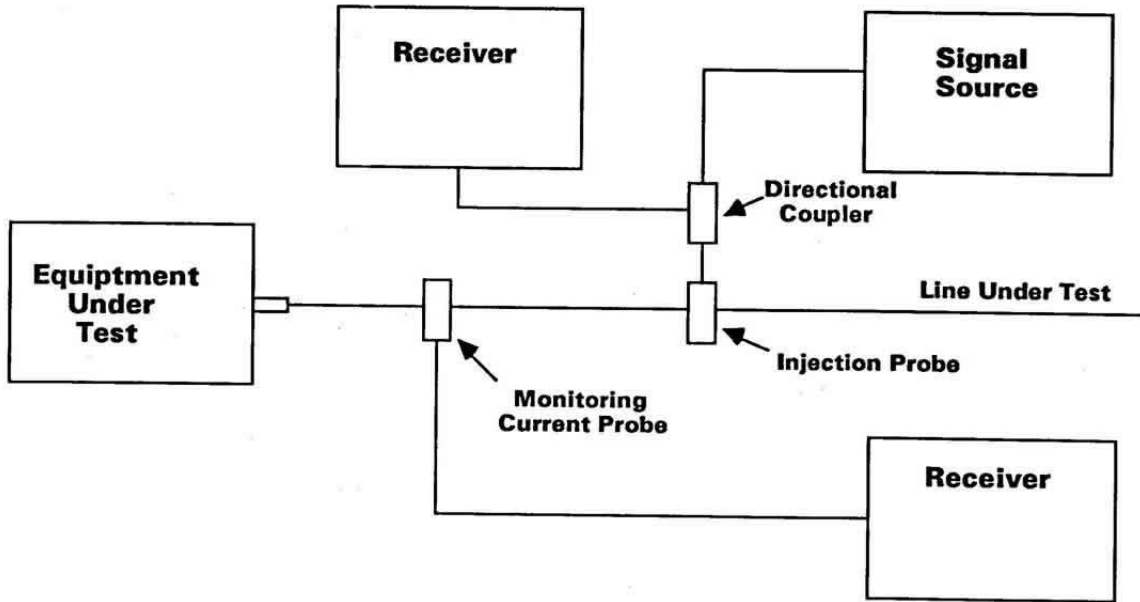 Receiver
Signal
Source
Directional
Coupler
Equiptment
Under
Test
Line Under Test
Injection Probe
Monitoring
Current Probe
Receiver